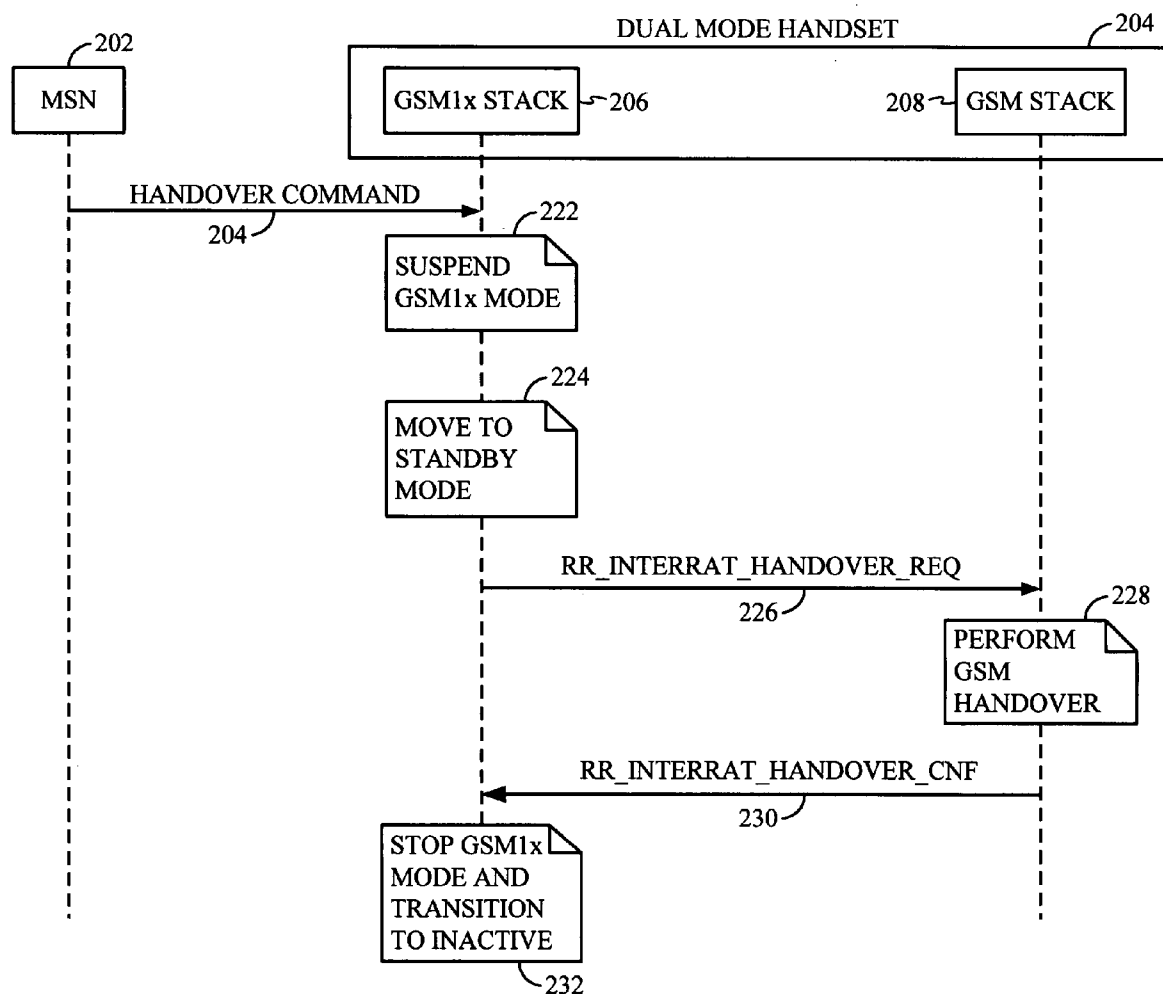 DUAL MODE HANDSET
204
202
MSN
GSM1x STACK
206
208
GSM STACK
HANDOVER COMMAND
204
222
SUSPEND
GSM1x MODE
224
MOVE TO
STANDBY
MODE
RR_INTERRAT_HANDOVER_REQ
226
228
PERFORM
GSM
HANDOVER
RR_INTERRAT_HANDOVER_CNF
230
STOP GSM1x
MODE AND
TRANSITION
TO INACTIVE
232